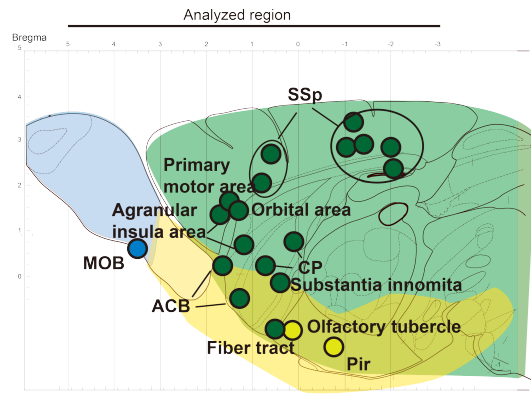 Analyzed region
Bregma
5 4 3 2 1 0 -1 -2 -3
5
4
3
2
1
0
SSp
Primary
motor area
Agranular
insula area
Orbital area
MOB
CP
Substantia innomita
ACB
Olfactory tubercle
Fiber tract
Pir